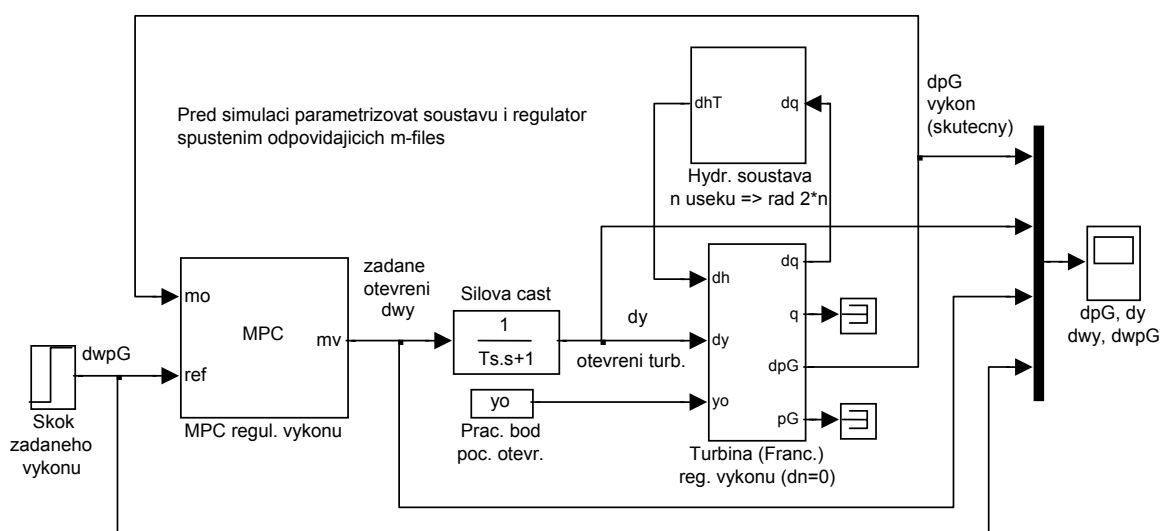 dpG
vykon
(skutecny)
Pred simulaci parametrizovat soustavu i regulator
spustenim odpovidajicich m-files
dhT
dq
Hydr. soustava
n useku => rad 2*n
zadane
otevreni
dwy
Silova cast
mo
MPC
mv
ref
dwpG
1
Ts.s+1
dy
otevreni turb.
dh
dy
yo
dq
q
dpG
pG
dpG, dy
dwy, dwpG
yo
Skok
zadaneho
vykonu
MPC regul. vykonu
Prac. bod
poc. otevr.
Turbina (Franc.)
reg. vykonu (dn=0)